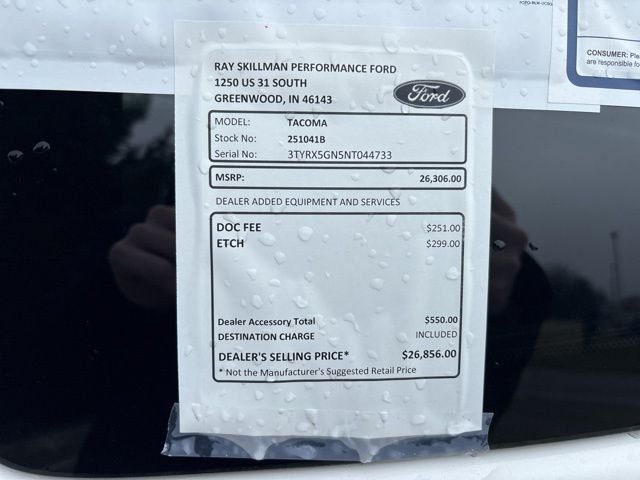 RAY SKILLMAN PERFORMANCE FORD
1250 US 31 SOUTH
GREENWOOD, IN 46143
Ford
MODEL: TACOMA
Stock No: 251041B
Serial No: 3TYRX5GN5NT044733
MSRP: 26,306.00
DEALER ADDED EQUIPMENT AND SERVICES
DOC FEE $251.00
ETCH $299.00
Dealer Accessory Total $550.00
DESTINATION CHARGE INCLUDED
DEALER'S SELLING PRICE* $26,856.00
* Not the Manufacturer's Suggested Retail Price
CONSUMER: Ple
are responsible fo